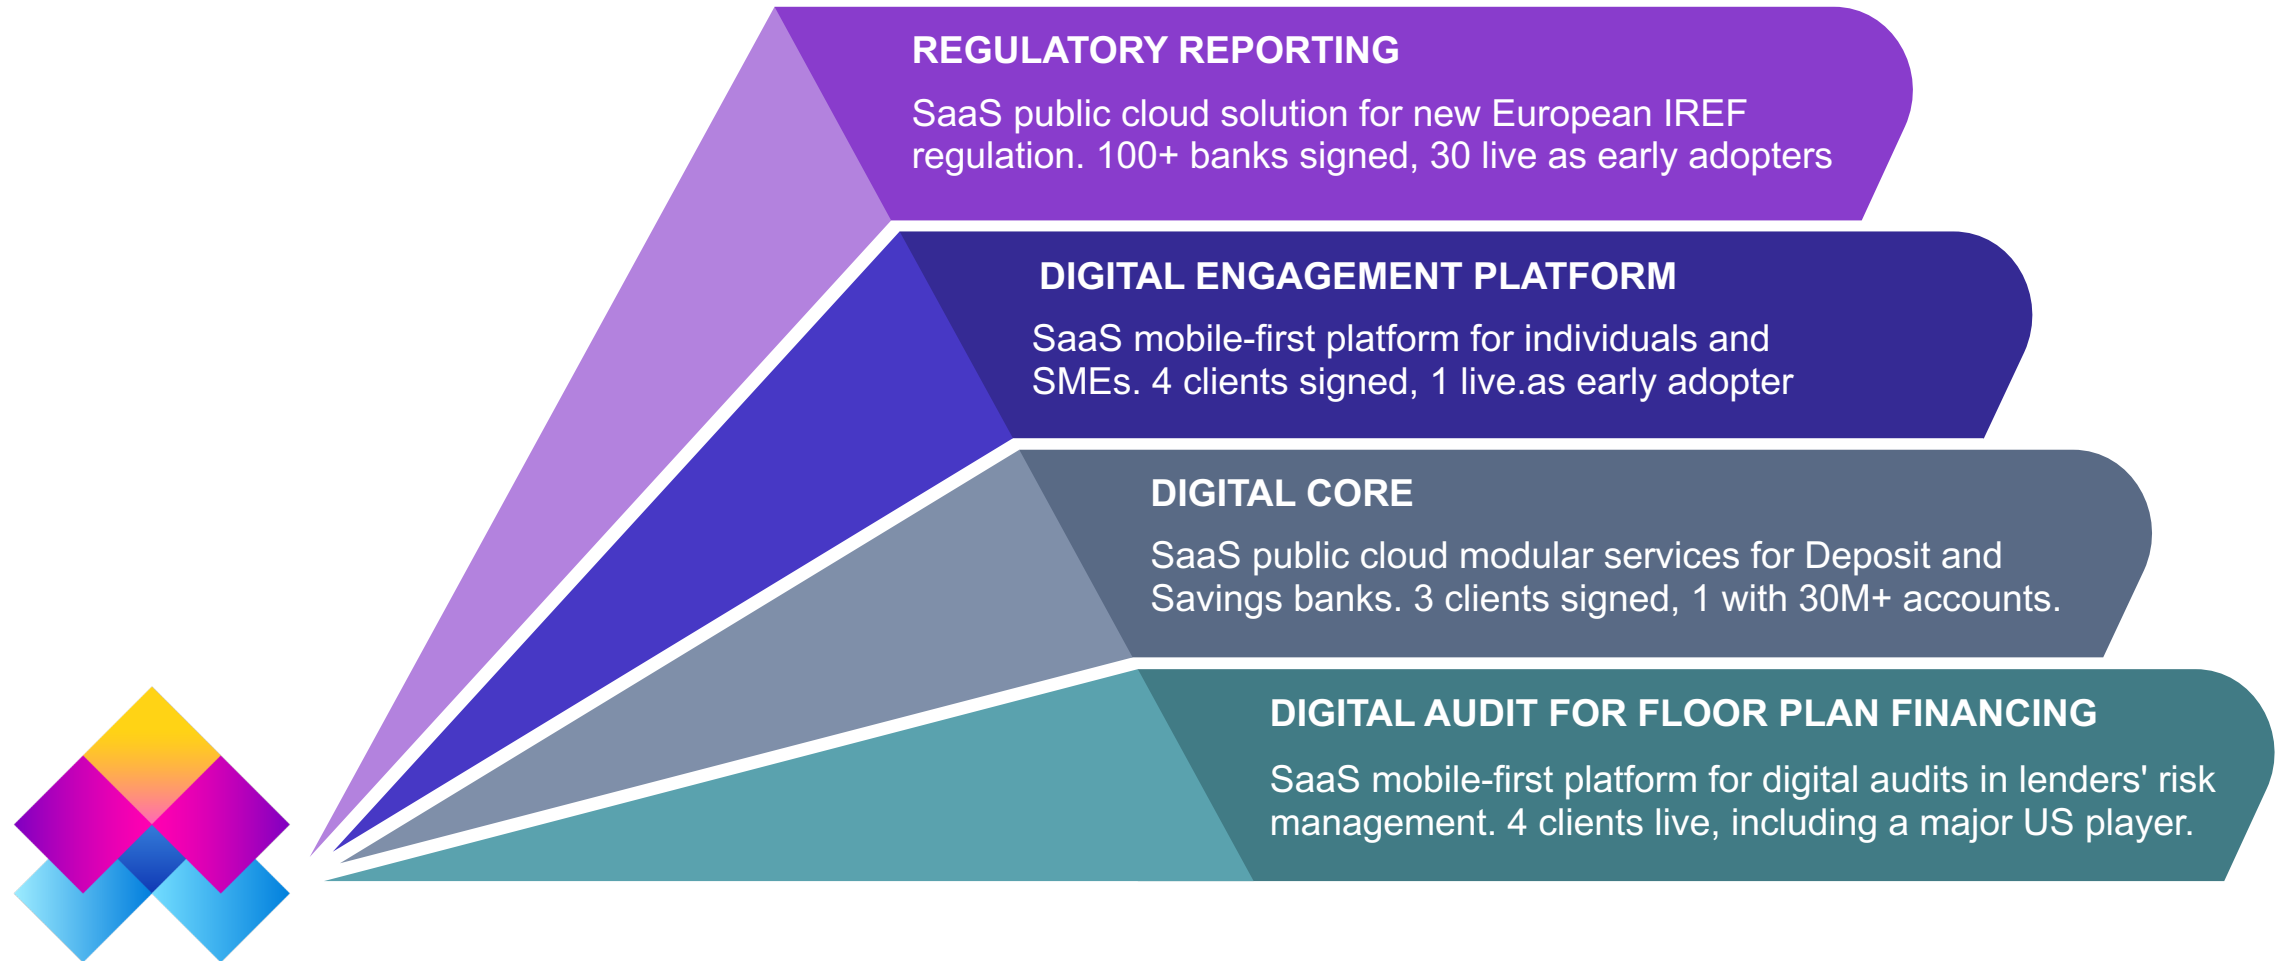 REGULATORY REPORTING
SaaS public cloud solution for new European IREF
regulation. 100+ banks signed, 30 live as early adopters
DIGITAL ENGAGEMENT PLATFORM
SaaS mobile-first platform for individuals and
SMEs. 4 clients signed, 1 live.as early adopter
DIGITAL CORE
SaaS public cloud modular services for Deposit and
Savings banks. 3 clients signed, 1 with 30M+ accounts.
DIGITAL AUDIT FOR FLOOR PLAN FINANCING
SaaS mobile-first platform for digital audits in lenders' risk
management. 4 clients live, including a major US player.